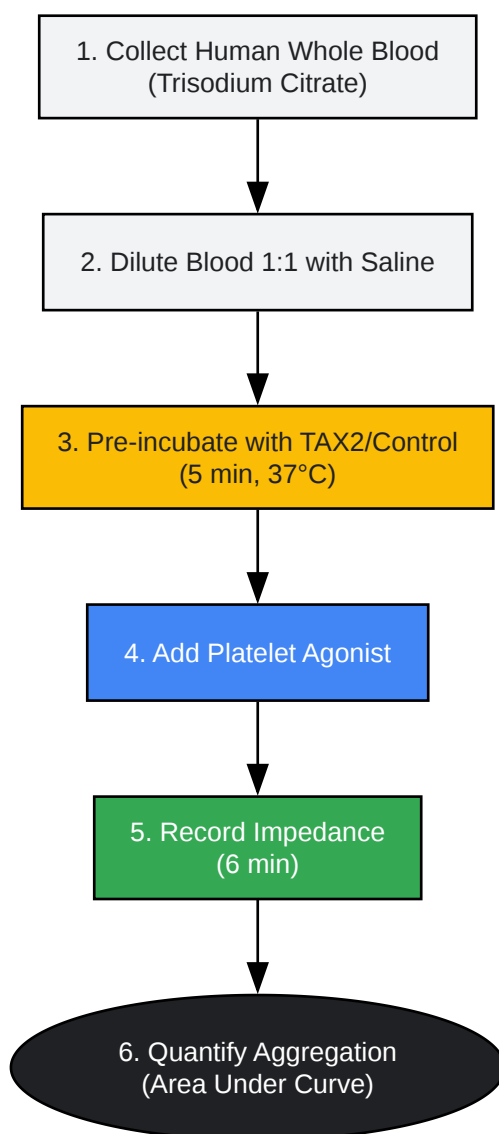 1. Collect Human Whole Blood
(Trisodium Citrate)
2. Dilute Blood 1:1 with Saline
3. Pre-incubate with TAX2/Control
(5 min, 37°C)
4. Add Platelet Agonist
5. Record Impedance
(6 min)
6. Quantify Aggregation
(Area Under Curve)